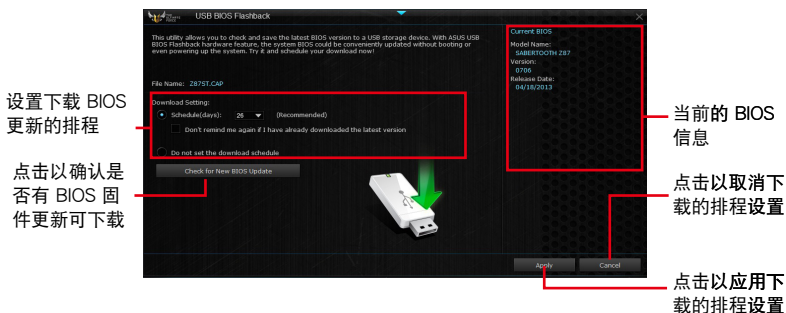 THE ULTIMATE FORCE
USB BIOS Flashback
This utility allows you to check and save the latest BIOS version to a USB storage device. With ASUS USB
BIOS Flashback hardware feature, the system BIOS could be conveniently updated without booting or
even powering up the system. Try it and schedule your download now!
File Name: Z87ST.CAP
Download Setting:
Schedule(days): 26 (Recommended)
Don't remind me again if I have already downloaded the latest version
Do not set the download schedule
Check for New BIOS Update
Current BIOS
Model Name:
SABERTOOTH Z87
Version:
0706
Release Date:
04/18/2013
Apply
Cancel
设置下载 BIOS
更新的排程
点击以确认是
否有 BIOS 固
件更新可下载
当前的 BIOS
信息
点击以取消下
载的排程设置
点击以应用下
载的排程设置